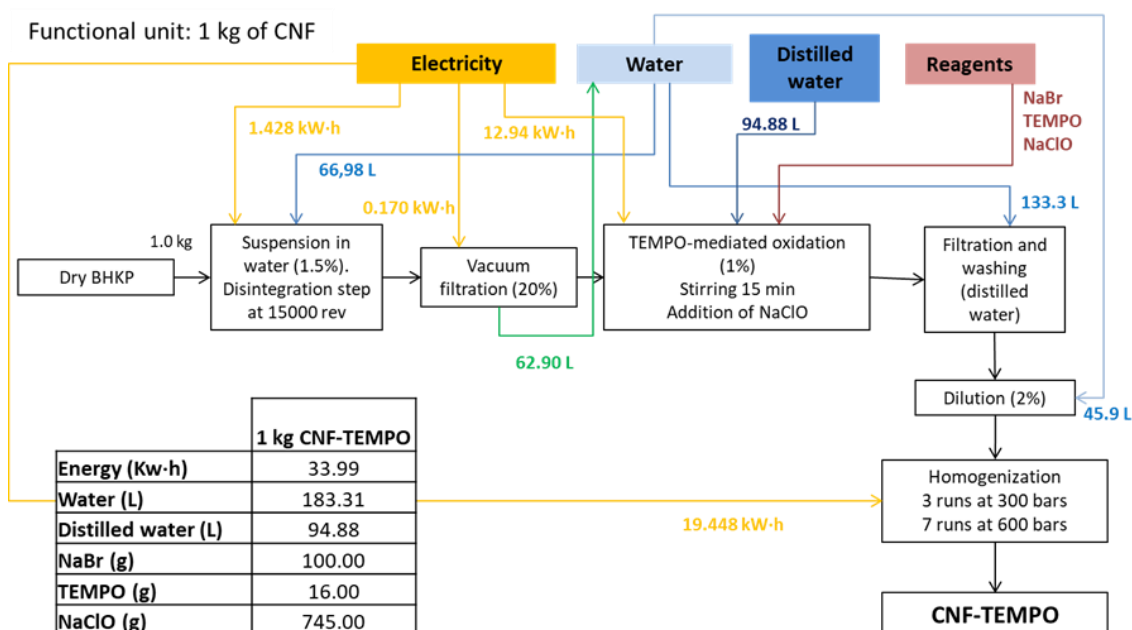 Functional unit: 1 kg of CNF
Electricity
Water
Distilled
water
Reagents
NaBr
TEMPO
NaClO
1.428 kW·h
12.94 kW·h
94.88 L
66,98 L
0.170 kW·h
133.3 L
1.0 kg
Dry BHKP
Suspension in
water (1.5%).
Disintegration step
at 15000 rev
Vacuum
filtration (20%)
TEMPO-mediated oxidation
(1%)
Stirring 15 min
Addition of NaClO
Filtration and
washing
(distilled
water)
62.90 L
Dilution (2%)
45.9 L
1 kg CNF-TEMPO
Energy (Kw·h) 33.99
Water (L) 183.31
Distilled water (L) 94.88
NaBr (g) 100.00
TEMPO (g) 16.00
NaClO (g) 745.00
19.448 kW·h
Homogenization
3 runs at 300 bars
7 runs at 600 bars
CNF-TEMPO